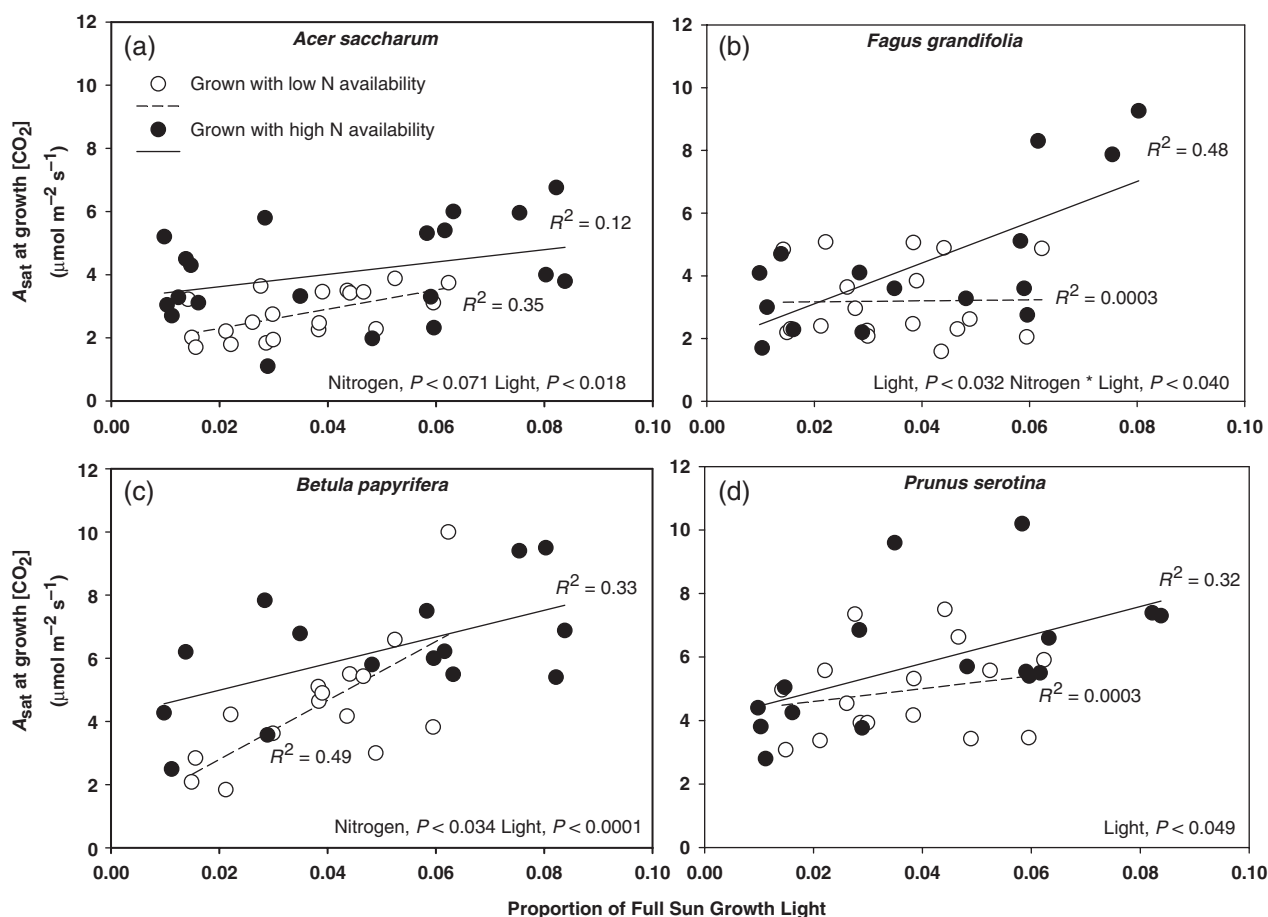 (a)
Acer saccharum
Grown with low N availability
Grown with high N availability
A_sat at growth [CO₂]
(μmol m⁻² s⁻¹)
12
10
8
6
4
2
0
R² = 0.12
R² = 0.35
Nitrogen, P < 0.071 Light, P < 0.018
0.00 0.02 0.04 0.06 0.08 0.10
(b)
Fagus grandifolia
12
10
8
6
4
2
0
R² = 0.48
R² = 0.0003
Light, P < 0.032 Nitrogen * Light, P < 0.040
0.00 0.02 0.04 0.06 0.08 0.10
(c)
Betula papyrifera
A_sat at growth [CO₂]
(μmol m⁻² s⁻¹)
12
10
8
6
4
2
0
R² = 0.33
R² = 0.49
Nitrogen, P < 0.034 Light, P < 0.0001
0.00 0.02 0.04 0.06 0.08 0.10
(d)
Prunus serotina
12
10
8
6
4
2
0
R² = 0.32
R² = 0.0003
Light, P < 0.049
0.00 0.02 0.04 0.06 0.08 0.10
Proportion of Full Sun Growth Light